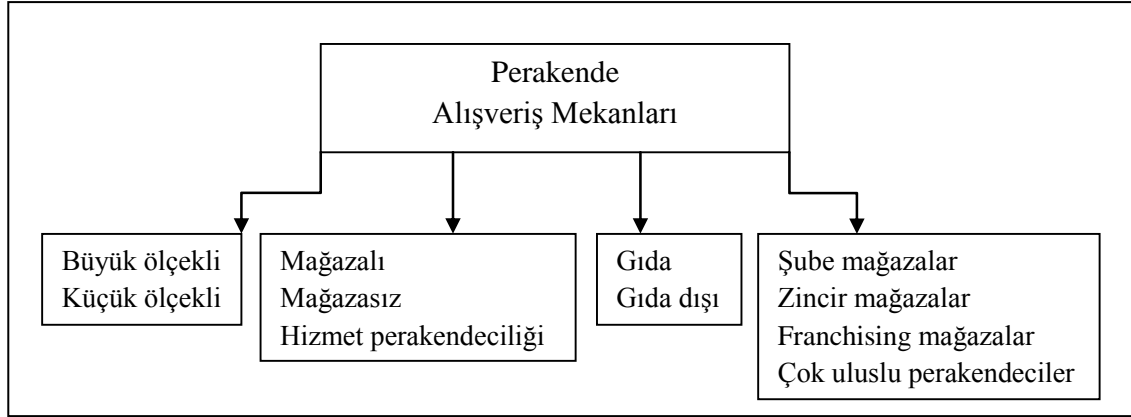 Perakende
Alışveriş Mekanları
Büyük ölçekli
Küçük ölçekli
Mağazalı
Mağazasız
Hizmet perakendeciliği
Gıda
Gıda dışı
Şube mağazalar
Zincir mağazalar
Franchising mağazalar
Çok uluslu perakendeciler